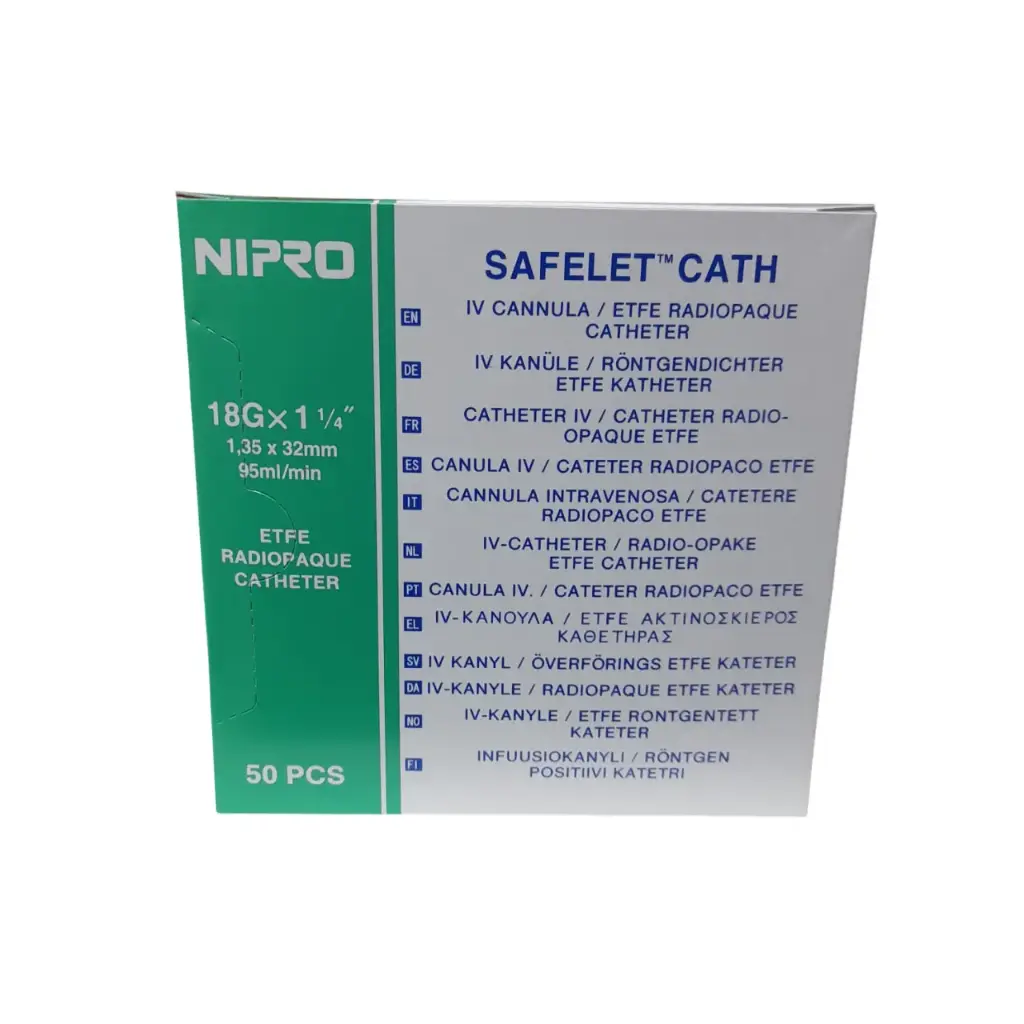 NIPRO
18G× 1 1/4"
1,35 x 32mm
95ml/min
ETFE
RADIOPAQUE
CATHETER
50 PCS
SAFELET™ CATH
EN IV CANNULA / ETFE RADIOPAQUE
CATHETER
DE IV KANÜLE / RÖNTGENDICHTER
ETFE KATHETER
FR CATHETER IV / CATHETER RADIO-
OPAQUE ETFE
ES CANULA IV / CATETER RADIOPACO ETFE
IT CANNULA INTRAVENOSA / CATETERE
RADIOPACO ETFE
NL IV-CATHETER / RADIO-OPAKE
ETFE CATHETER
PT CANULA IV. / CATETER RADIOPACO ETFE
EL IV-ΚΑΝΟΥΛΑ / ETFE ΑΚΤΙΝΟΣΚΙΕΡΟΣ
ΚΑΘΕΤΗΡΑΣ
SV IV KANYL / ÖVERFÖRINGS ETFE KATETER
DA IV-KANYLE / RADIOPAQUE ETFE KATETER
NO IV-KANYLE / ETFE RONTGENTETT
KATETER
FI INFUUSIOKANYLI / RÖNTGEN
POSITIIVI KATETRI